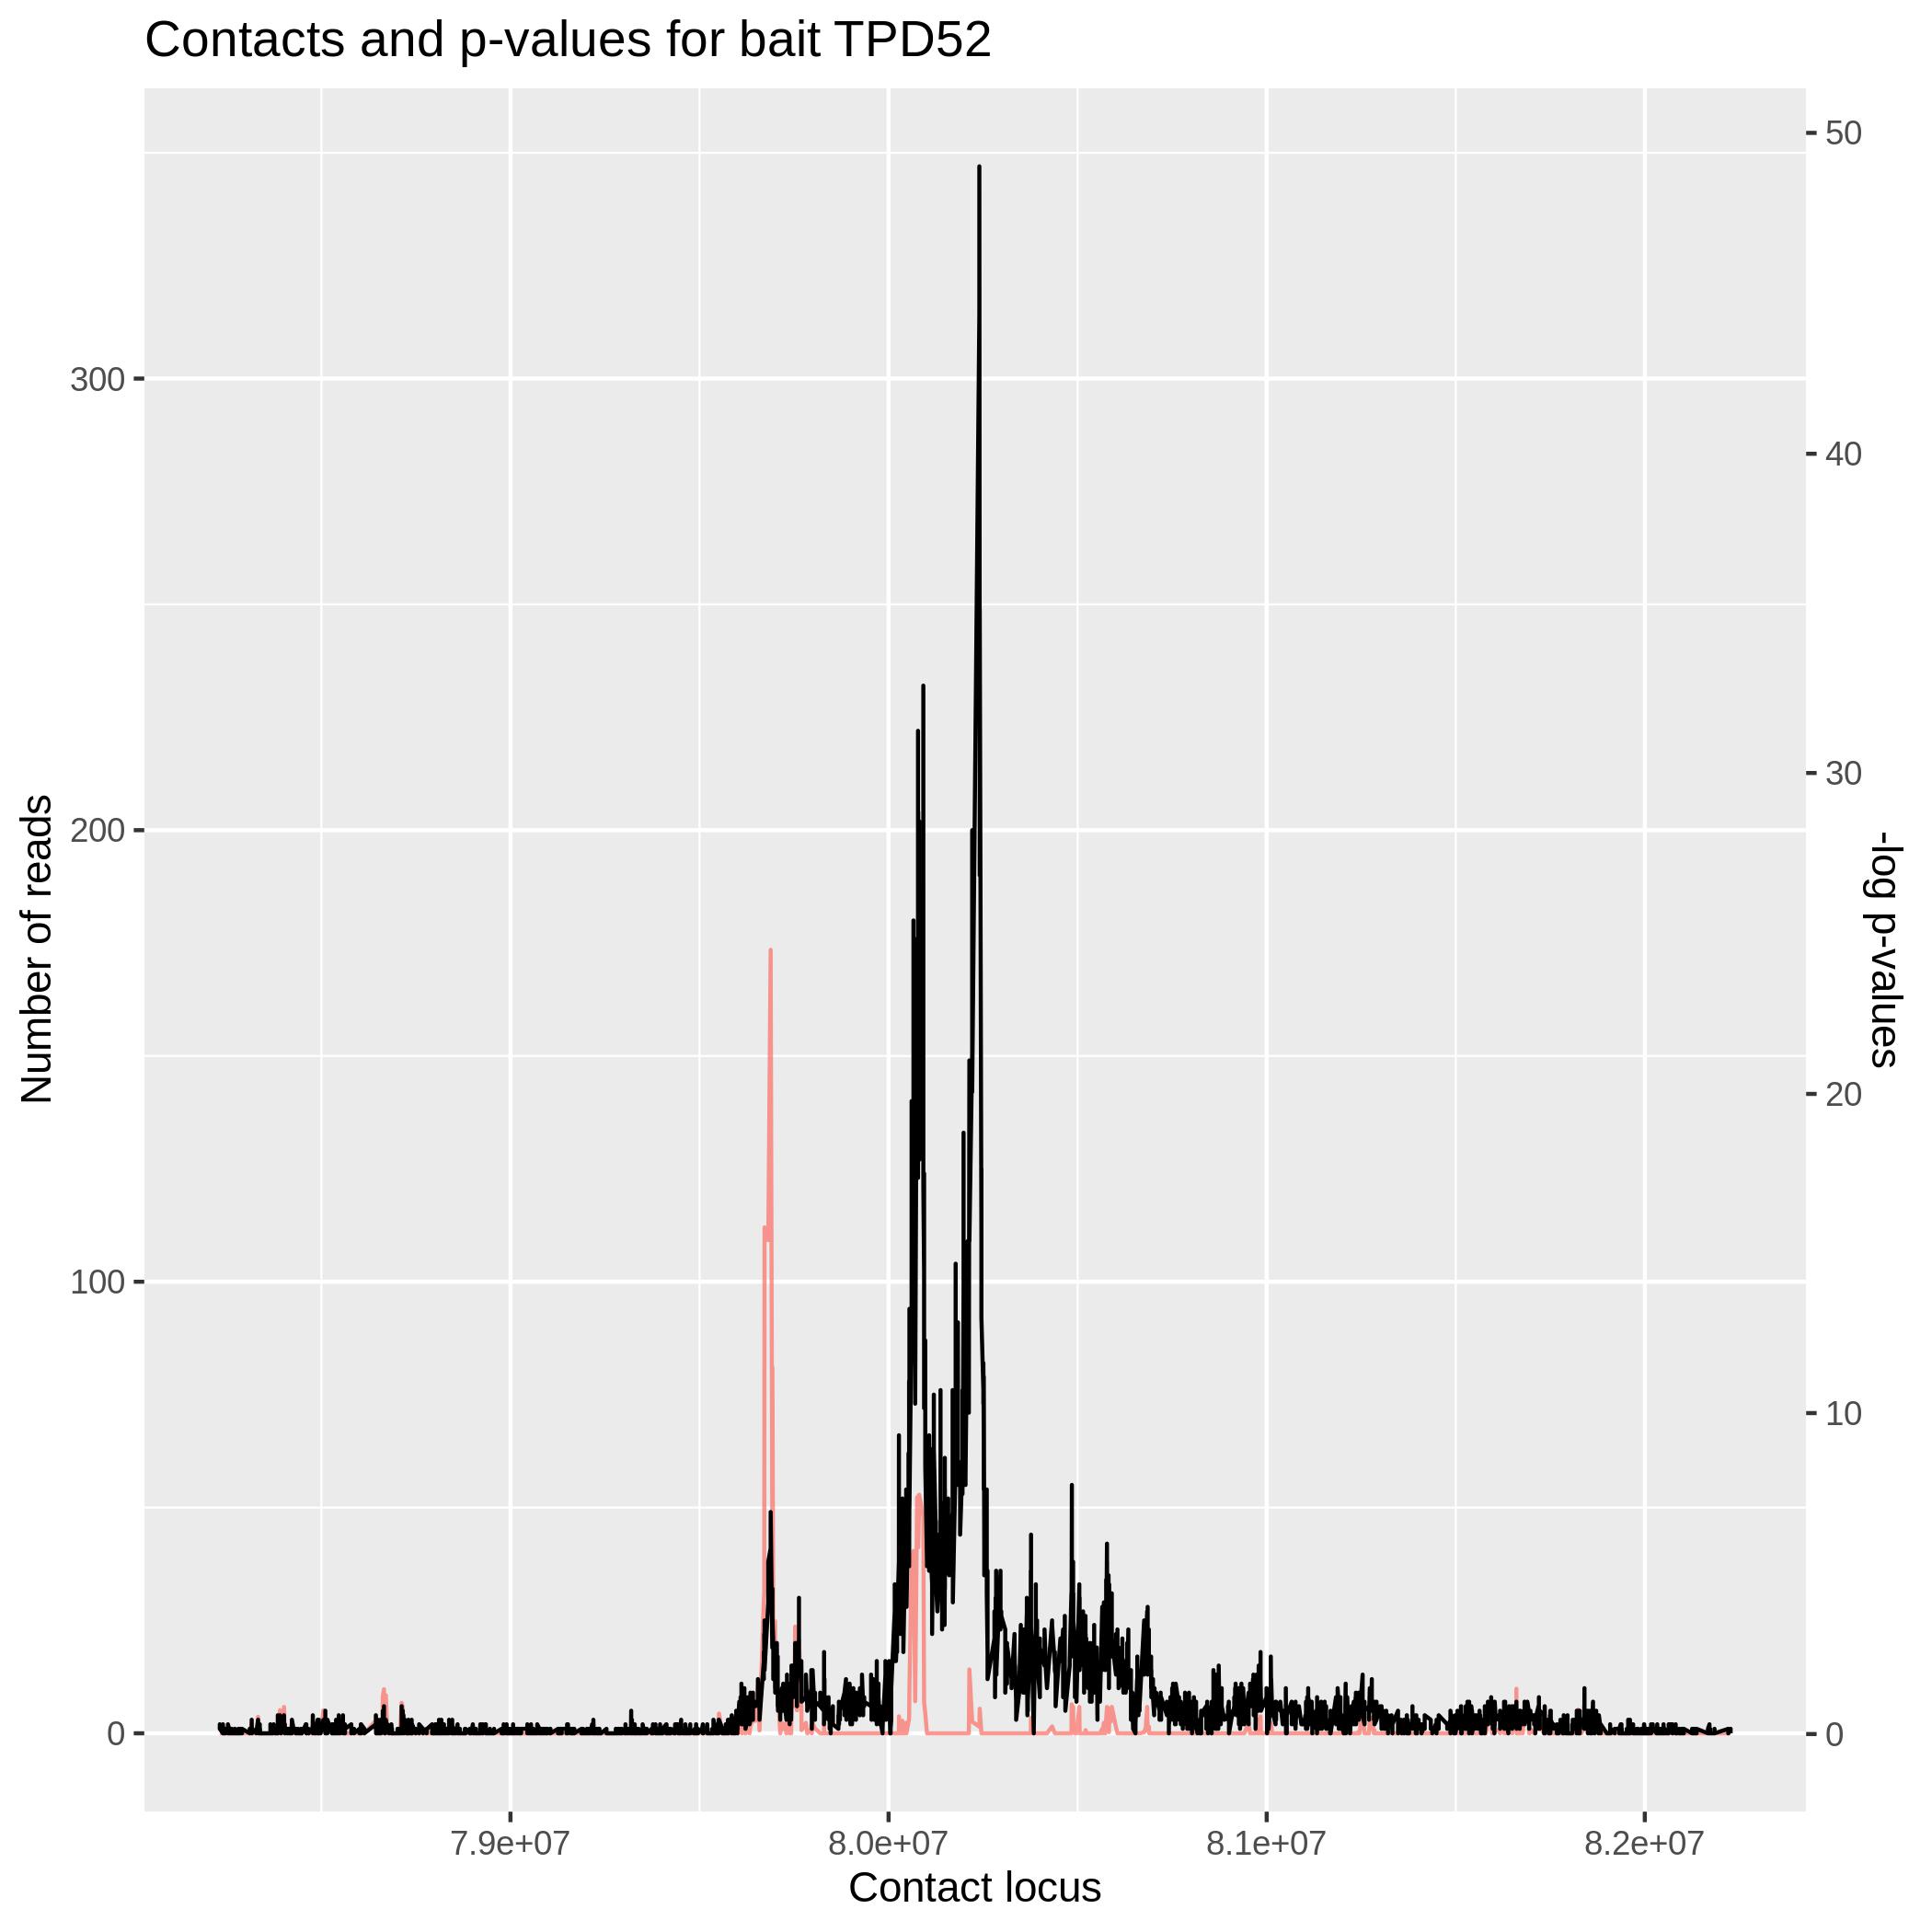 Contacts and p-values for bait TPD52
50
300
40
30
200
Number of reads
-log p-values
20
100
10
0
0
7.9e+07
8.0e+07
8.1e+07
8.2e+07
Contact locus